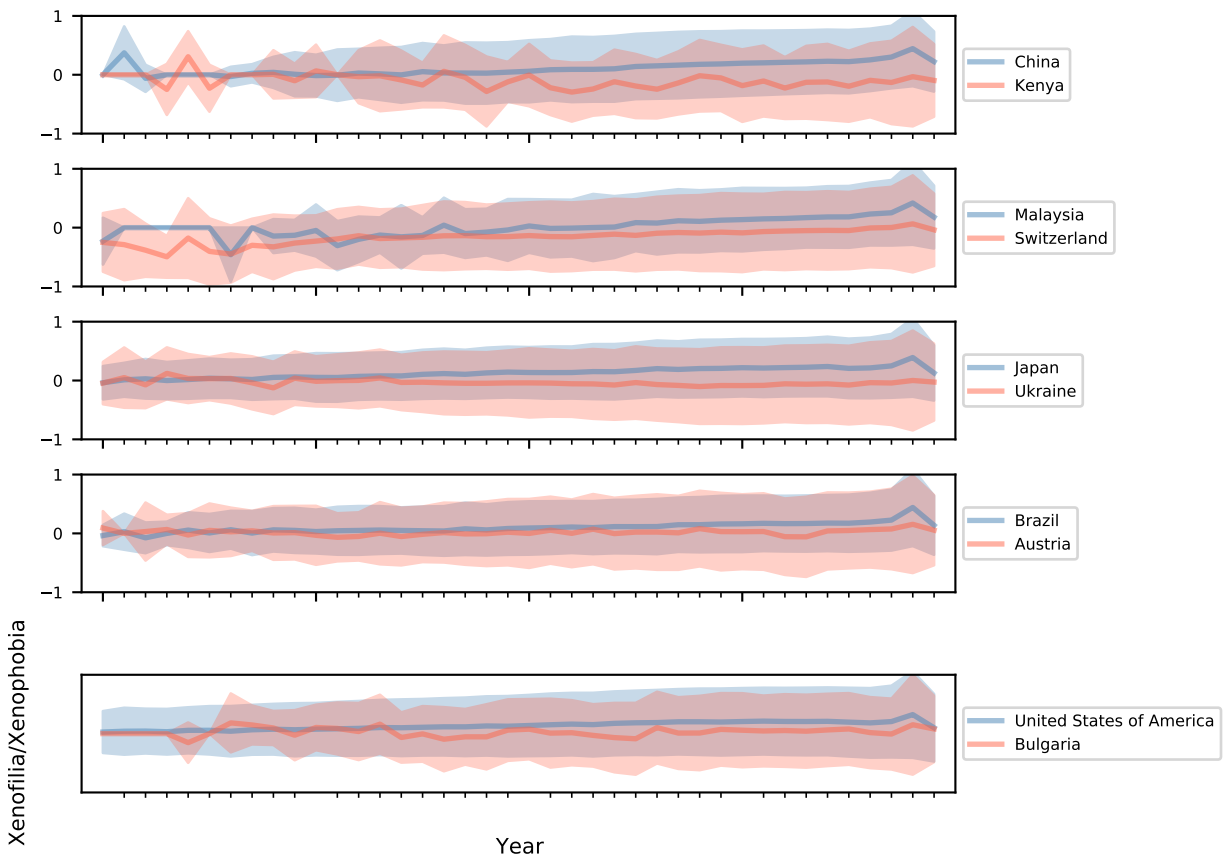 1
0
−1
China
Kenya
1
0
−1
Malaysia
Switzerland
1
0
−1
Japan
Ukraine
1
0
−1
Brazil
Austria
Xenofilia/Xenophobia
United States of America
Bulgaria
Year